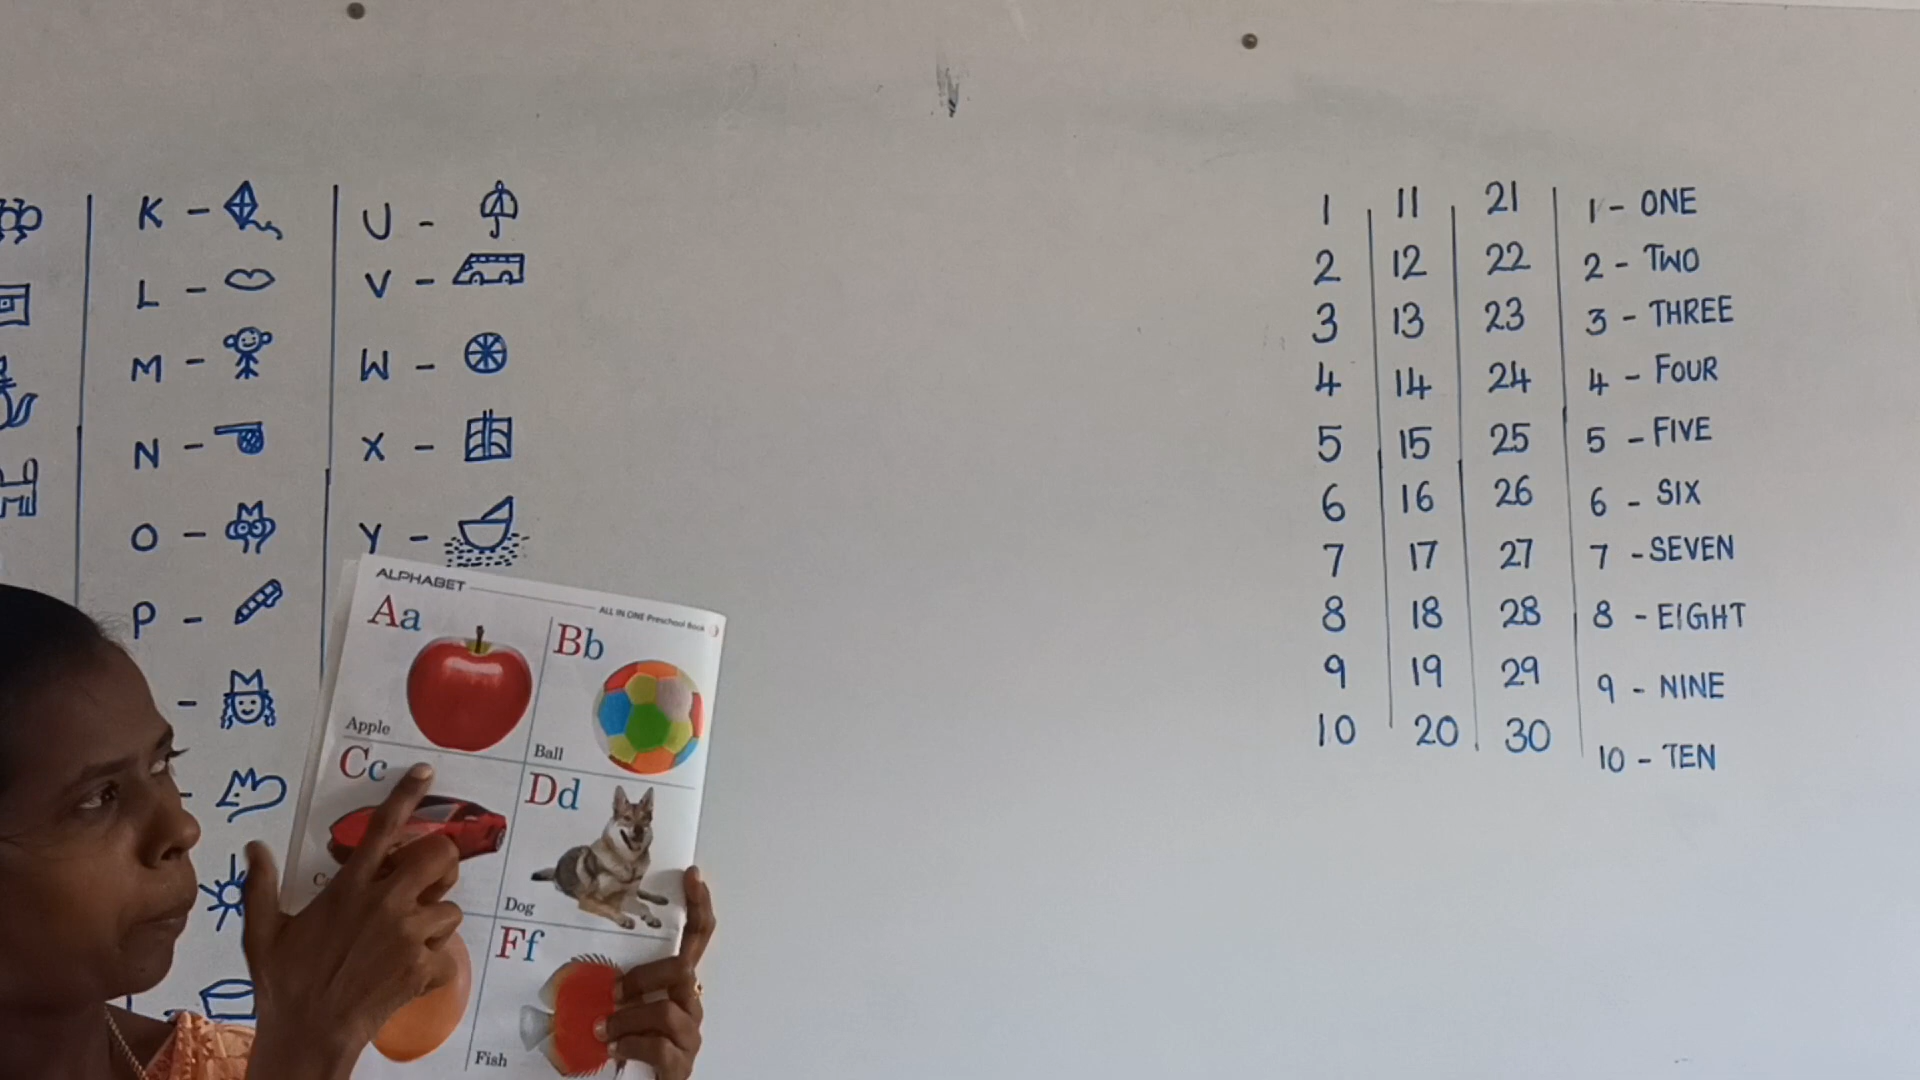 K -
L -
M -
N -
O -
P -
-
-
U -
V -
W -
X -
Y -
ALPHABET
ALL IN ONE Preschool Book
Aa
Apple
Bb
Ball
Cc
Dd
Dog
Ff
Fish
1 11 21 1 - ONE
2 12 22 2 - TWO
3 13 23 3 - THREE
4 14 24 4 - FOUR
5 15 25 5 - FIVE
6 16 26 6 - SIX
7 17 27 7 - SEVEN
8 18 28 8 - EIGHT
9 19 29 9 - NINE
10 20 30 10 - TEN